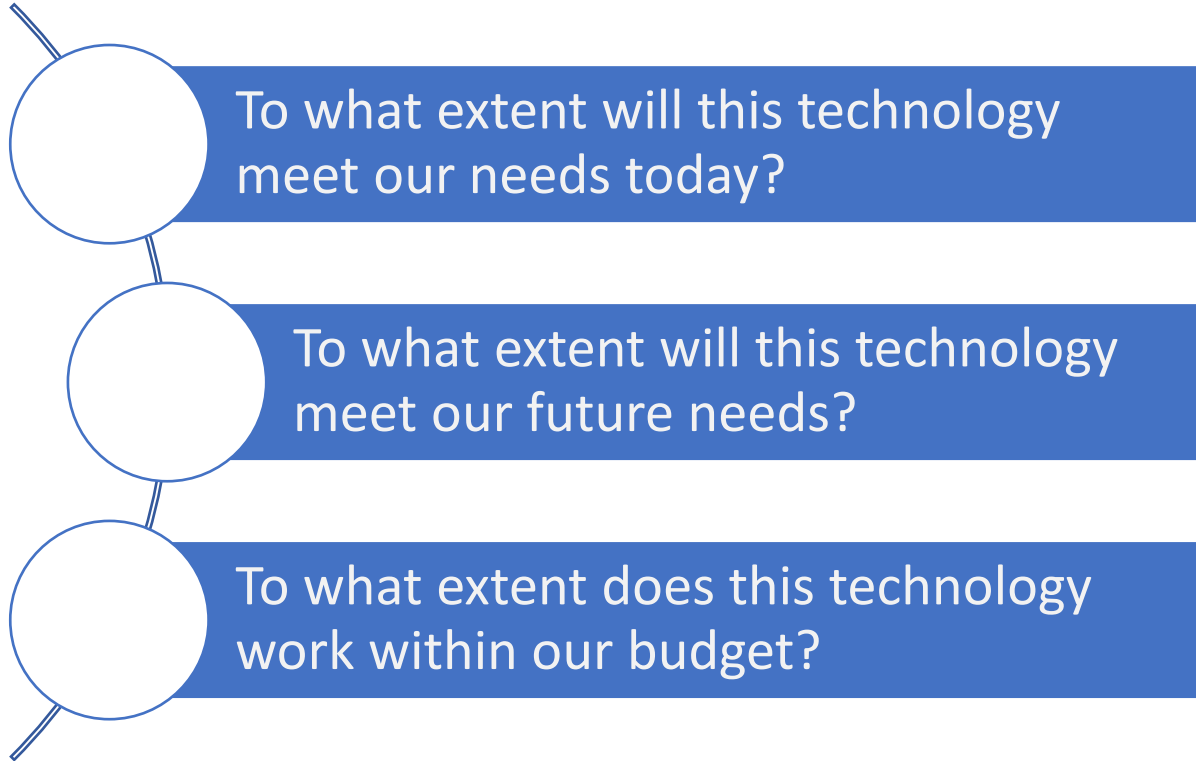 To what extent will this technology
meet our needs today?
To what extent will this technology
meet our future needs?
To what extent does this technology
work within our budget?